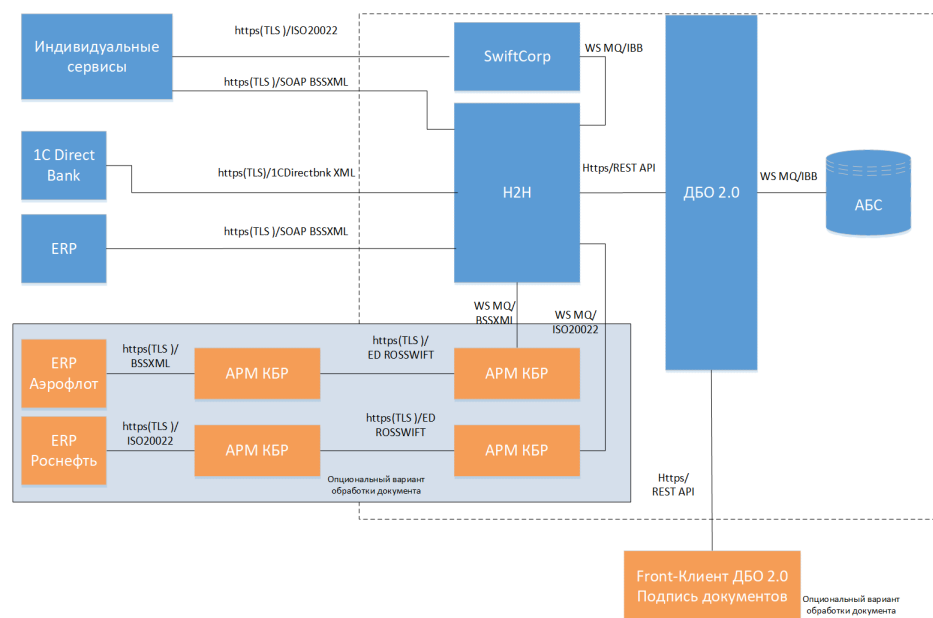 Индивидуальные
сервисы
https(TLS )/ISO20022
https(TLS )/SOAP BSSXML
SwiftCorp
WS MQ/IBB
1C Direct
Bank
https(TLS)/1CDirectbnk XML
H2H
Https/REST API
ДБО 2.0
WS MQ/IBB
АБС
ERP
https(TLS )/SOAP BSSXML
WS MQ/
BSSXML
WS MQ/
ISO20022
ERP
Аэрофлот
https(TLS )/
BSSXML
АРМ КБР
https(TLS )/
ED ROSSWIFT
АРМ КБР
ERP
Роснефть
https(TLS )/
ISO20022
АРМ КБР
https(TLS )/ED
ROSSWIFT
АРМ КБР
Опциональный вариант
обработки документа
Https/
REST API
Front-Клиент ДБО 2.0
Подпись документов
Опциональный вариант
обработки документа